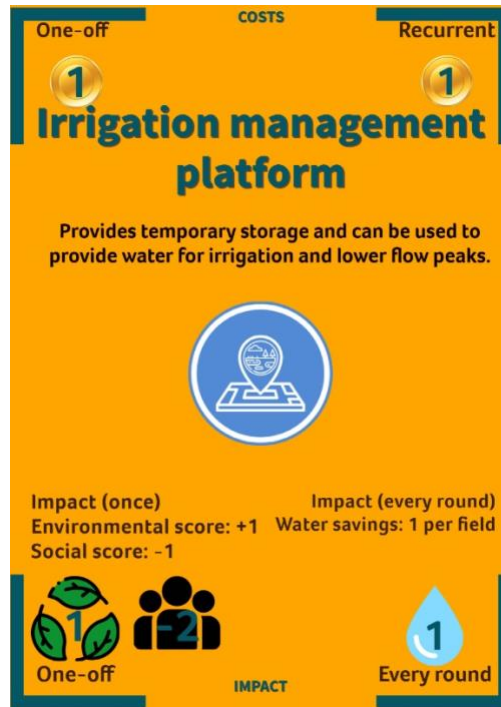 COSTS
One-off
Recurrent
1
1
Irrigation management
platform
Provides temporary storage and can be used to
provide water for irrigation and lower flow peaks.
Impact (once)
Environmental score: +1
Social score: -1
Impact (every round)
Water savings: 1 per field
1
-2
1
One-off
IMPACT
Every round